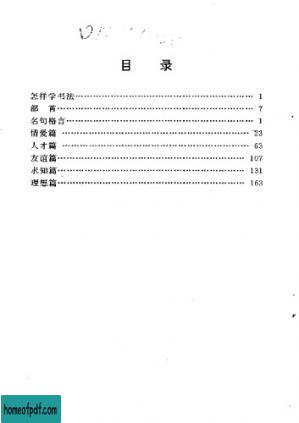 目 录
怎样学书法……………………………………1
部 首……………………………………7
名句格言……………………………………1
情爱篇……………………………………23
人才篇……………………………………63
友谊篇……………………………………107
求知篇……………………………………131
理想篇……………………………………163
homeofpdf.com